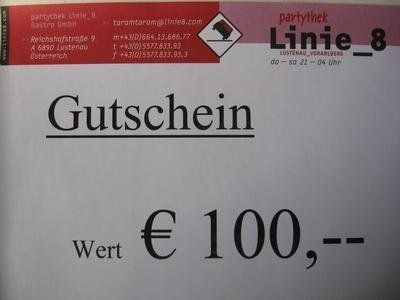 www.linie8.com
partythek Linie_8
Gastro GmbH
Reichshofstraße 9
A 6890 Lustenau
Österreich
taramtaram@linie8.com
m+43(0)664.13.686.77
t +43(0)5577.833.93
f +43(0)5577.833.93.3
partythek
Linie_8
LUSTENAU_VORARLBERG
do – sa 21 – 04 Uhr
Gutschein
Wert € 100,--